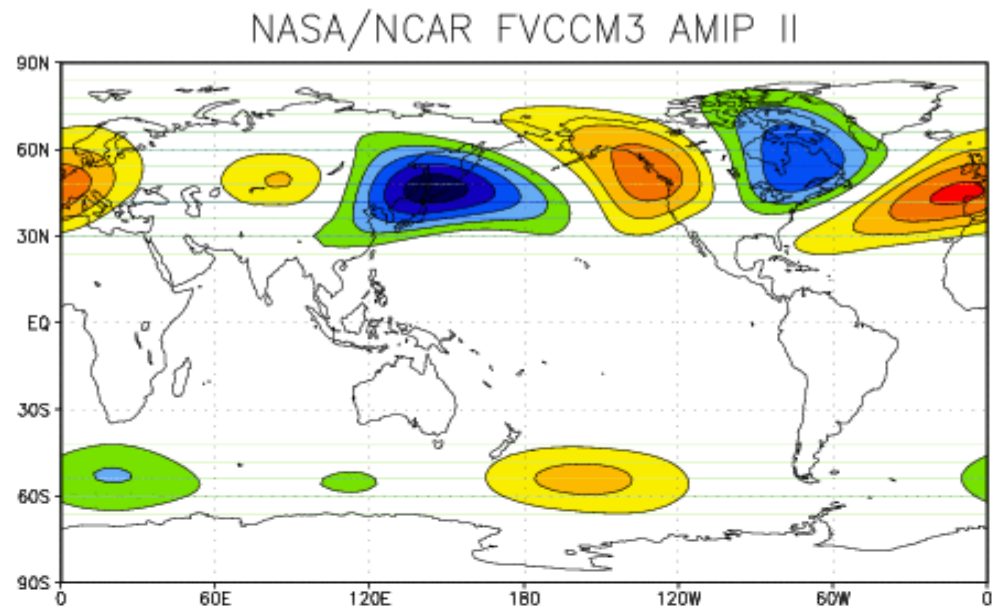 NASA/NCAR FVCCM3 AMIP II
90N
60N
30N
EQ
30S
60S
90S
0 60E 120E 180 120W 60W 0